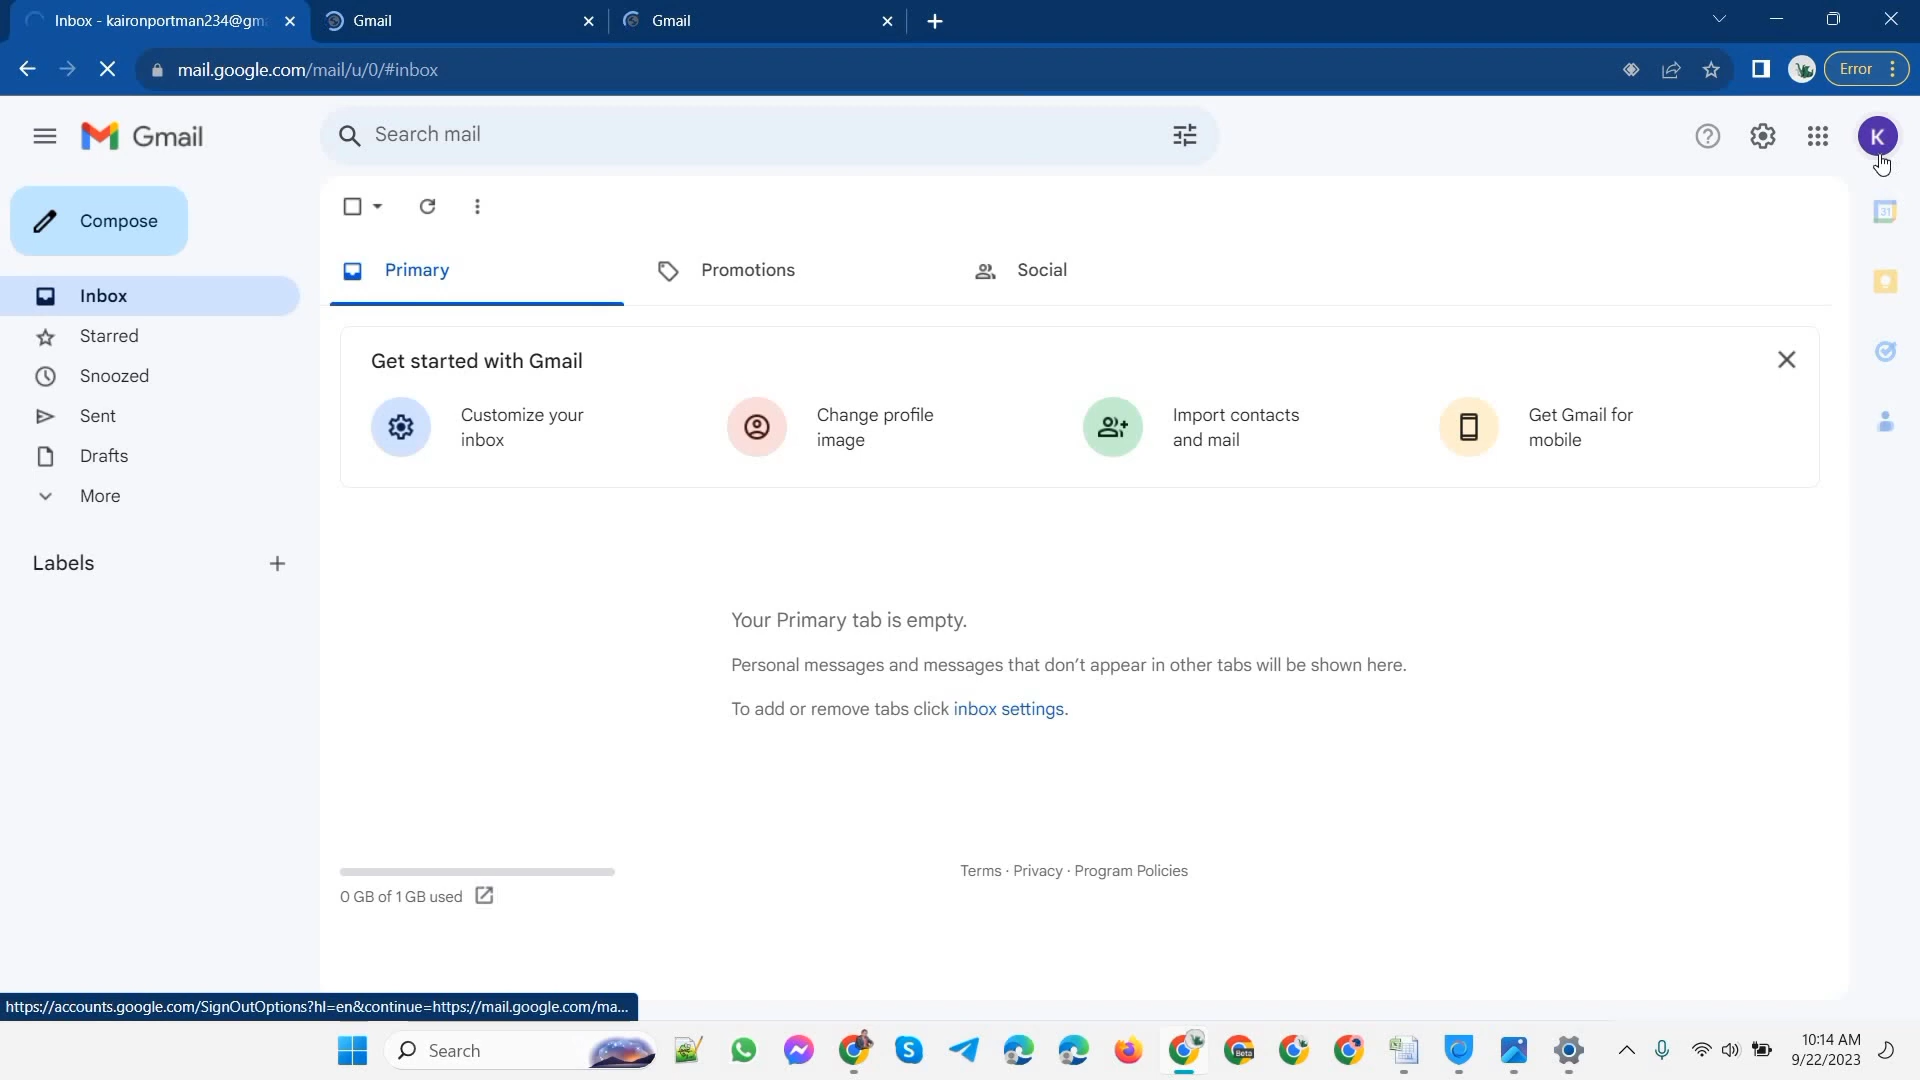 Inbox - kaironportman234@gm
Gmail
Gmail
mail.google.com/mail/u/0/#inbox
Error
Gmail
Search mail
K
Compose
31
Primary
Promotions
Social
Inbox
Starred
Snoozed
Sent
Drafts
More
Labels
Get started with Gmail
Customize your
inbox
Change profile
image
Import contacts
and mail
Get Gmail for
mobile
Your Primary tab is empty.
Personal messages and messages that don't appear in other tabs will be shown here.
To add or remove tabs click inbox settings.
Terms · Privacy · Program Policies
0 GB of 1 GB used
https://accounts.google.com/SignOutOptions?hl=en&continue=https://mail.google.com/ma...
Search
Beta
10:14 AM
9/22/2023